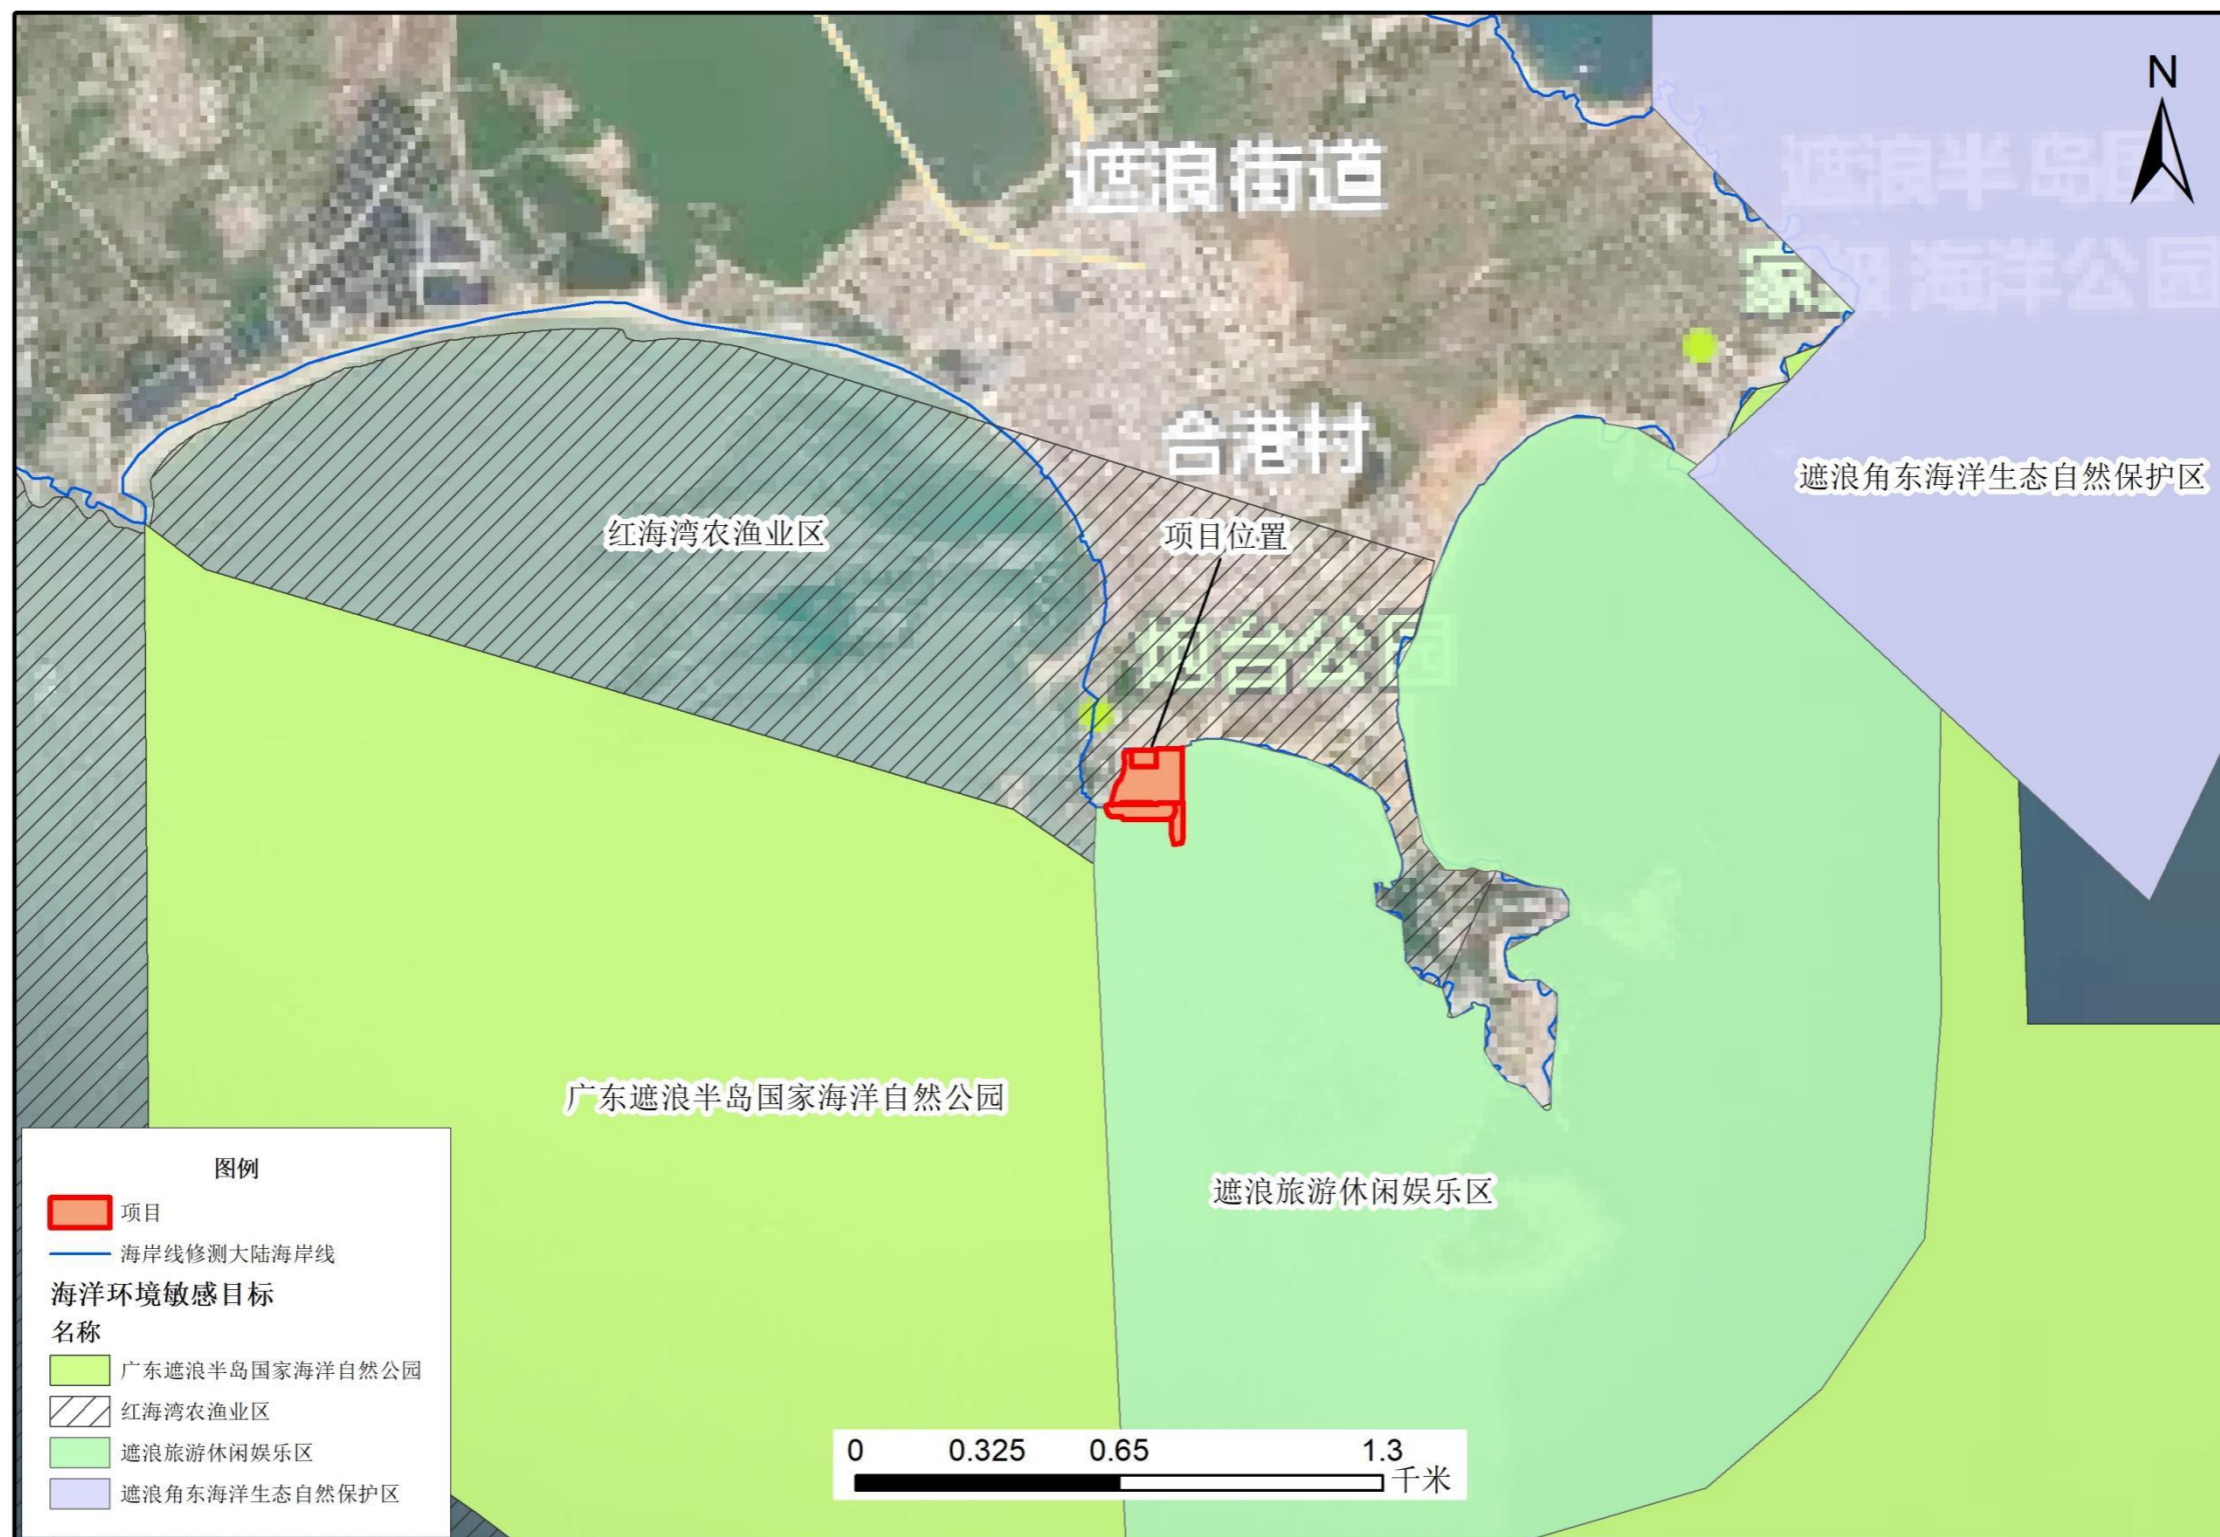 N
遮浪街道
遮浪半岛国
家级海洋公园
合港村
遮浪角东海洋生态自然保护区
红海湾农渔业区
项目位置
炮台公园
广东遮浪半岛国家海洋自然公园
遮浪旅游休闲娱乐区
图例
项目
海岸线修测大陆海岸线
海洋环境敏感目标
名称
广东遮浪半岛国家海洋自然公园
红海湾农渔业区
遮浪旅游休闲娱乐区
遮浪角东海洋生态自然保护区
0 0.325 0.65 1.3
千米